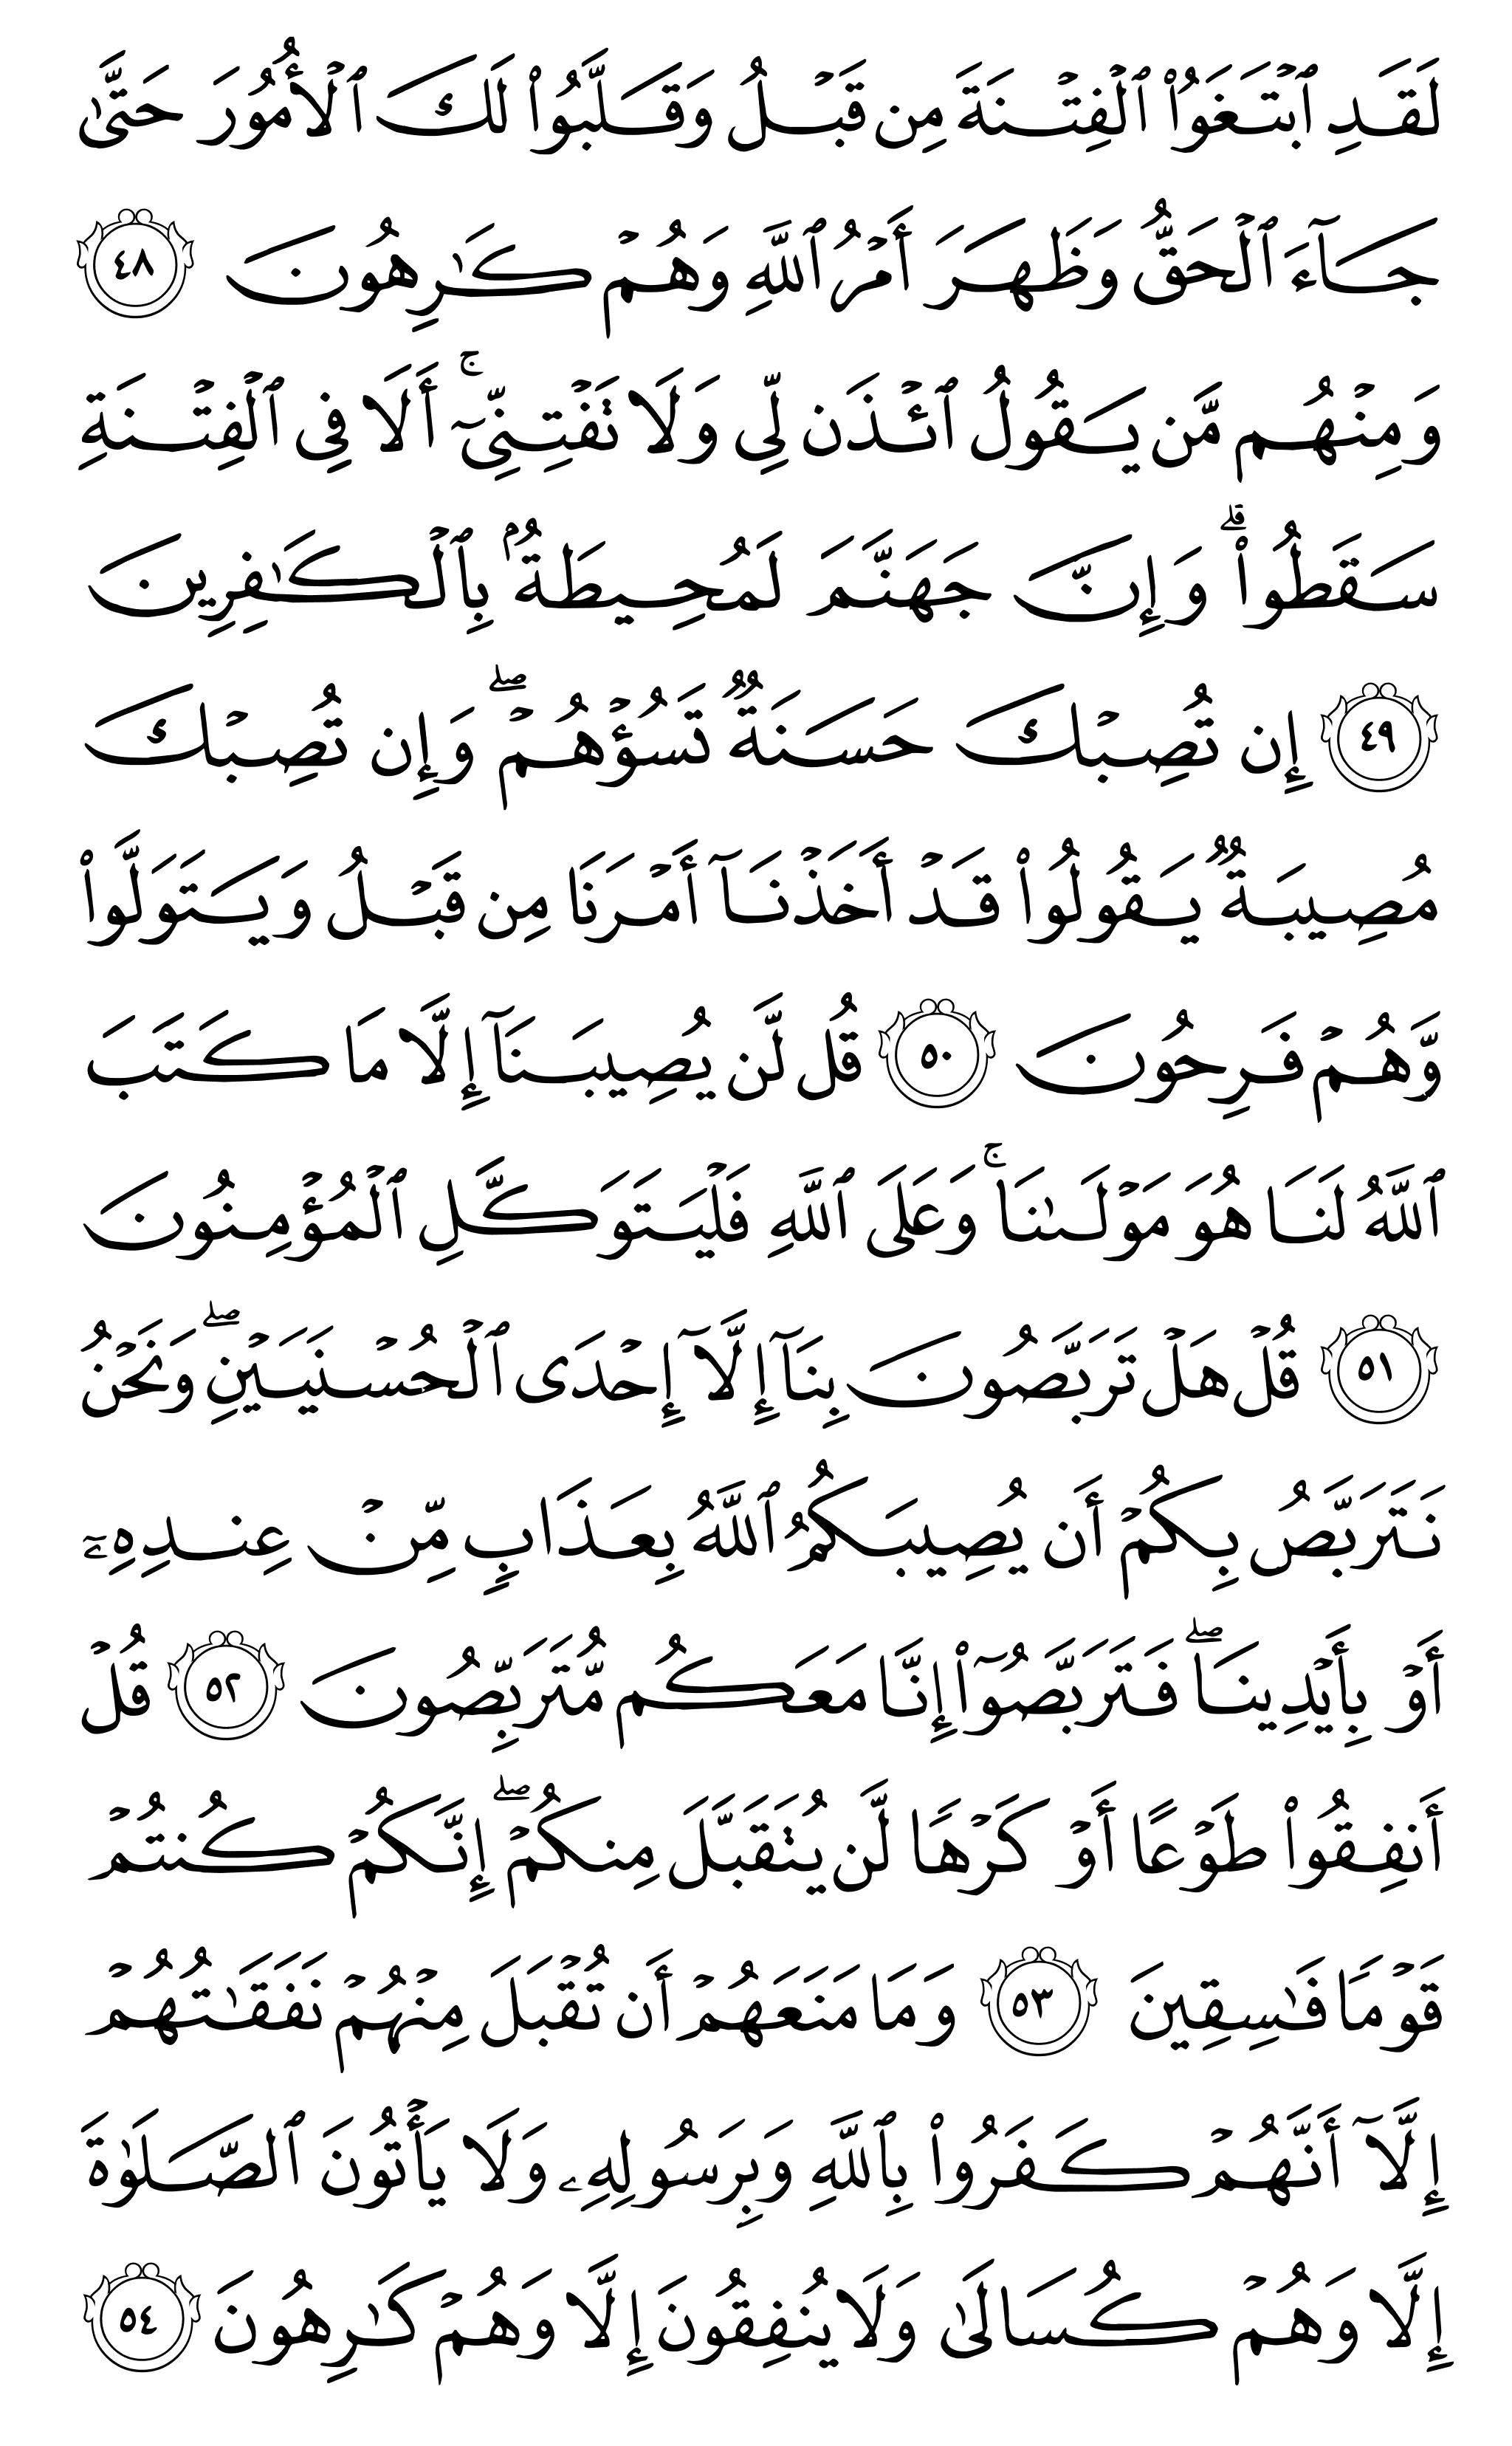 لَقَدِ ٱبۡتَغَوُاْ ٱلۡفِتۡنَةَ مِن قَبۡلُ وَقَلَّبُواْ لَكَ ٱلۡأُمُورَ حَتَّىٰ
جَآءَ ٱلۡحَقُّ وَظَهَرَ أَمۡرُ ٱللَّهِ وَهُمۡ كَٰرِهُونَ ٤٨
وَمِنۡهُم مَّن يَقُولُ ٱئۡذَن لِّي وَلَا تَفۡتِنِّيٓۚ أَلَا فِي ٱلۡفِتۡنَةِ
سَقَطُواْۗ وَإِنَّ جَهَنَّمَ لَمُحِيطَةُۢ بِٱلۡكَٰفِرِينَ
٤٩ إِن تُصِبۡكَ حَسَنَةٞ تَسُؤۡهُمۡۖ وَإِن تُصِبۡكَ
مُصِيبَةٞ يَقُولُواْ قَدۡ أَخَذۡنَآ أَمۡرَنَا مِن قَبۡلُ وَيَتَوَلَّواْ
وَّهُمۡ فَرِحُونَ ٥٠ قُل لَّن يُصِيبَنَآ إِلَّا مَا كَتَبَ
ٱللَّهُ لَنَا هُوَ مَوۡلَىٰنَاۚ وَعَلَى ٱللَّهِ فَلۡيَتَوَكَّلِ ٱلۡمُؤۡمِنُونَ
٥١ قُلۡ هَلۡ تَرَبَّصُونَ بِنَآ إِلَّآ إِحۡدَى ٱلۡحُسۡنَيَيۡنِۖ وَنَحۡنُ
نَتَرَبَّصُ بِكُمۡ أَن يُصِيبَكُمُ ٱللَّهُ بِعَذَابٖ مِّنۡ عِندِهِۦٓ
أَوۡ بِأَيۡدِينَاۖ فَتَرَبَّصُوٓاْ إِنَّا مَعَكُم مُّتَرَبِّصُونَ ٥٢ قُلۡ
أَنفِقُواْ طَوۡعًا أَوۡ كَرۡهٗا لَّن يُتَقَبَّلَ مِنكُمۡۖ إِنَّكُمۡ كُنتُمۡ
قَوۡمٗا فَٰسِقِينَ ٥٣ وَمَا مَنَعَهُمۡ أَن تُقۡبَلَ مِنۡهُمۡ نَفَقَٰتُهُمۡ
إِلَّآ أَنَّهُمۡ كَفَرُواْ بِٱللَّهِ وَبِرَسُولِهِۦ وَلَا يَأۡتُونَ ٱلصَّلَوٰةَ
إِلَّا وَهُمۡ كُسَالَىٰ وَلَا يُنفِقُونَ إِلَّا وَهُمۡ كَٰرِهُونَ ٥٤